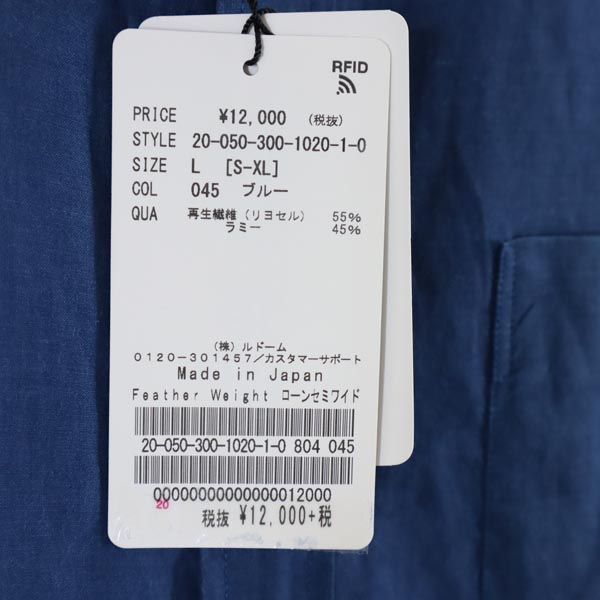 RFID
PRICE ¥12,000 (税抜)
STYLE 20-050-300-1020-1-0
SIZE L [S-XL]
COL 045 ブルー
QUA 再生繊維(リヨセル) 55%
ラミー 45%
(株)ルドーム
0120-301457/カスタマーサポート
Made in Japan
Feather Weight ローンセミワイド
20-050-300-1020-1-0 804 045
00000000000000012000
20
税抜 ¥12,000+税